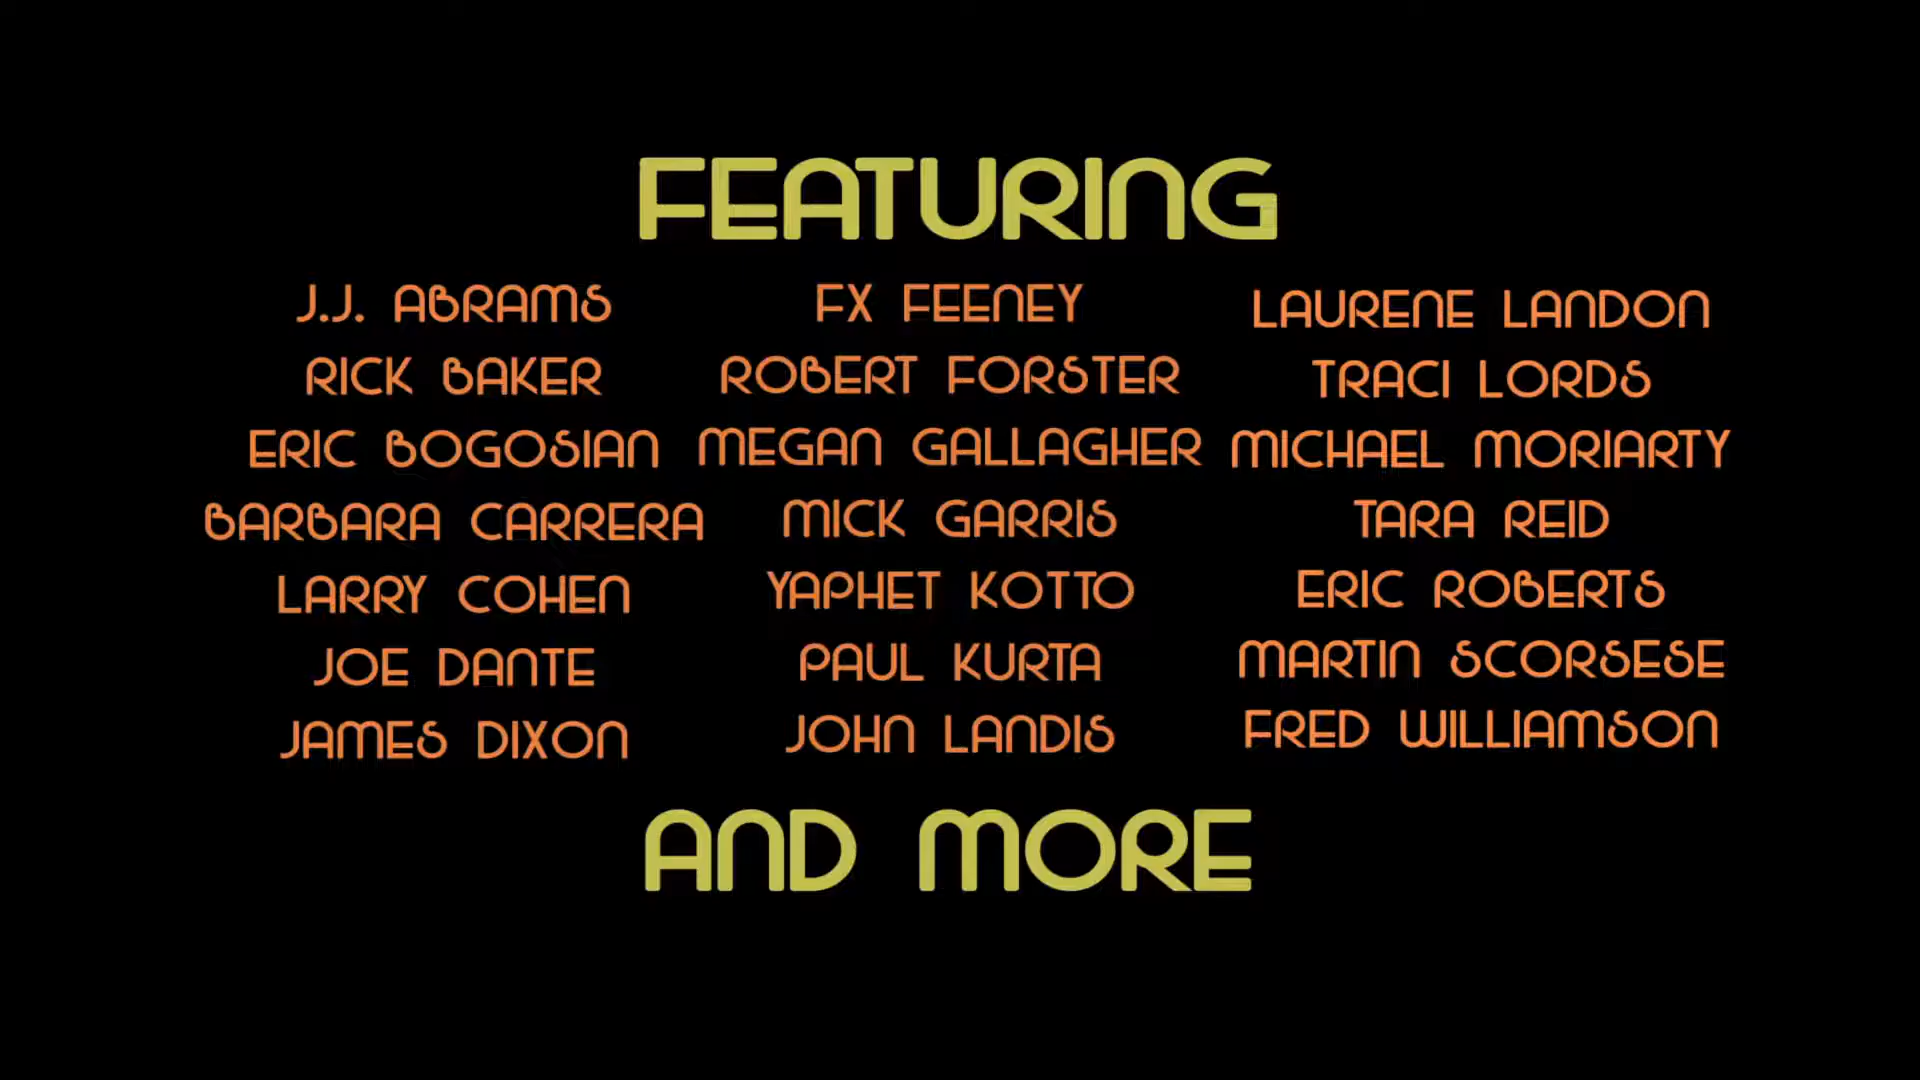 FEATURING
J.J. ABRAMS
RICK BAKER
ERIC BOGOSIAN
BARBARA CARRERA
LARRY COHEN
JOE DANTE
JAMES DIXON
FX FEENEY
ROBERT FORSTER
MEGAN GALLAGHER
MICK GARRIS
YAPHET KOTTO
PAUL KURTA
JOHN LANDIS
LAURENE LANDON
TRACI LORDS
MICHAEL MORIARTY
TARA REID
ERIC ROBERTS
MARTIN SCORSESE
FRED WILLIAMSON
AND MORE